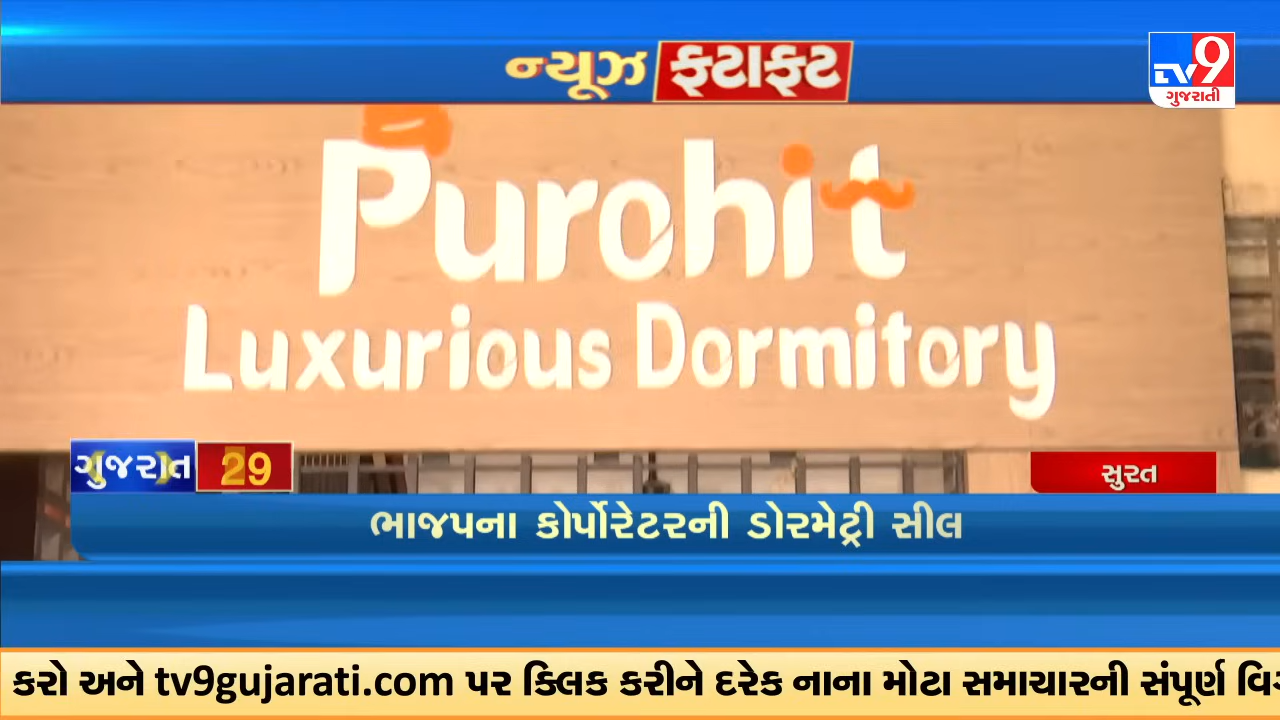 ન્યૂઝ ફટાફટ
TV9
ગુજરાતી
Purohit
Luxurious Dormitory
ગુજરાત 29
સુરત
ભાજપના કોર્પોરેટરની ડોરમેટ્રી સીલ
કરો અને tv9gujarati.com પર ક્લિક કરીને દરેક નાના મોટા સમાચારની સંપૂર્ણ